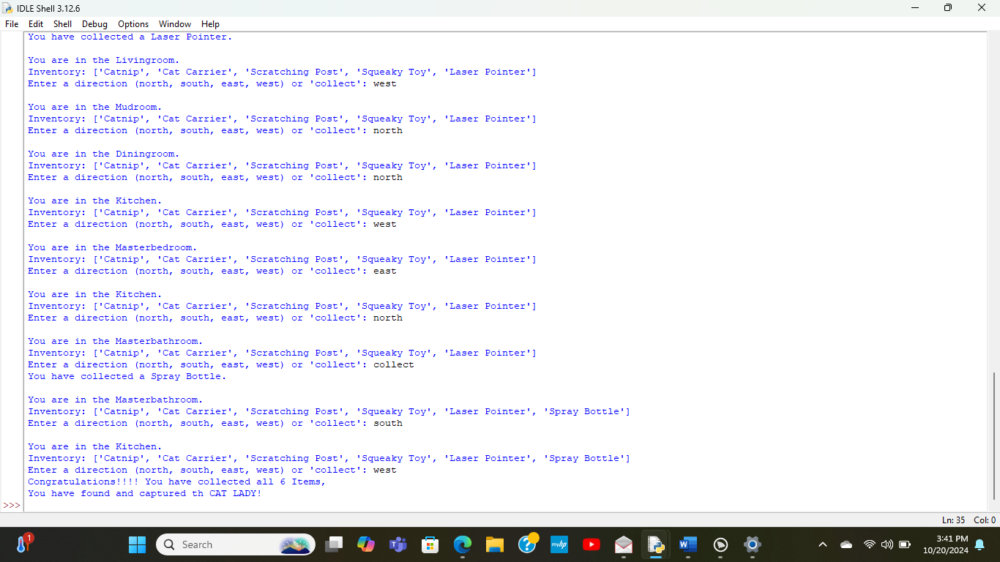 IDLE Shell 3.12.6
File Edit Shell Debug Options Window Help
You have collected a Laser Pointer.
You are in the Livingroom.
Inventory: ['Catnip', 'Cat Carrier', 'Scratching Post', 'Squeaky Toy', 'Laser Pointer']
Enter a direction (north, south, east, west) or 'collect': west
You are in the Mudroom.
Inventory: ['Catnip', 'Cat Carrier', 'Scratching Post', 'Squeaky Toy', 'Laser Pointer']
Enter a direction (north, south, east, west) or 'collect': north
You are in the Diningroom.
Inventory: ['Catnip', 'Cat Carrier', 'Scratching Post', 'Squeaky Toy', 'Laser Pointer']
Enter a direction (north, south, east, west) or 'collect': north
You are in the Kitchen.
Inventory: ['Catnip', 'Cat Carrier', 'Scratching Post', 'Squeaky Toy', 'Laser Pointer']
Enter a direction (north, south, east, west) or 'collect': west
You are in the Masterbedroom.
Inventory: ['Catnip', 'Cat Carrier', 'Scratching Post', 'Squeaky Toy', 'Laser Pointer']
Enter a direction (north, south, east, west) or 'collect': east
You are in the Kitchen.
Inventory: ['Catnip', 'Cat Carrier', 'Scratching Post', 'Squeaky Toy', 'Laser Pointer']
Enter a direction (north, south, east, west) or 'collect': north
You are in the Masterbathroom.
Inventory: ['Catnip', 'Cat Carrier', 'Scratching Post', 'Squeaky Toy', 'Laser Pointer']
Enter a direction (north, south, east, west) or 'collect': collect
You have collected a Spray Bottle.
You are in the Masterbathroom.
Inventory: ['Catnip', 'Cat Carrier', 'Scratching Post', 'Squeaky Toy', 'Laser Pointer', 'Spray Bottle']
Enter a direction (north, south, east, west) or 'collect': south
You are in the Kitchen.
Inventory: ['Catnip', 'Cat Carrier', 'Scratching Post', 'Squeaky Toy', 'Laser Pointer', 'Spray Bottle']
Enter a direction (north, south, east, west) or 'collect': west
Congratulations!!!! You have collected all 6 Items,
You have found and captured th CAT LADY!
>>>
Ln: 35 Col: 0
1
Search
myhp
3:41 PM
10/20/2024